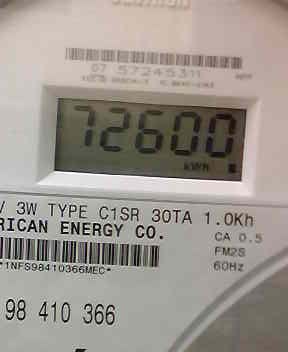 07 57245311
72600
KWH
V 3W TYPE C1SR 30TA 1.0Kh
RICAN ENERGY CO.
CA 0.5
FM2S
60Hz
*1NFS98410366MEC*
98 410 366